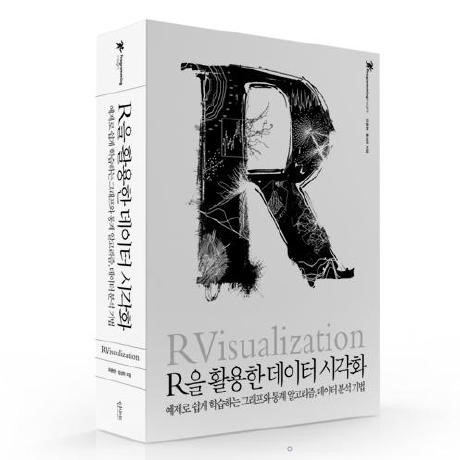 Programming
R을 활용한 데이터 시각화
예제로 쉽게 학습하는 그래프와 통계 알고리즘, 데이터 분석 기법
RVisualization
Programming
R
RVisualization
R을 활용한 데이터 시각화
예제로 쉽게 학습하는 그래프와 통계 알고리즘, 데이터 분석 기법